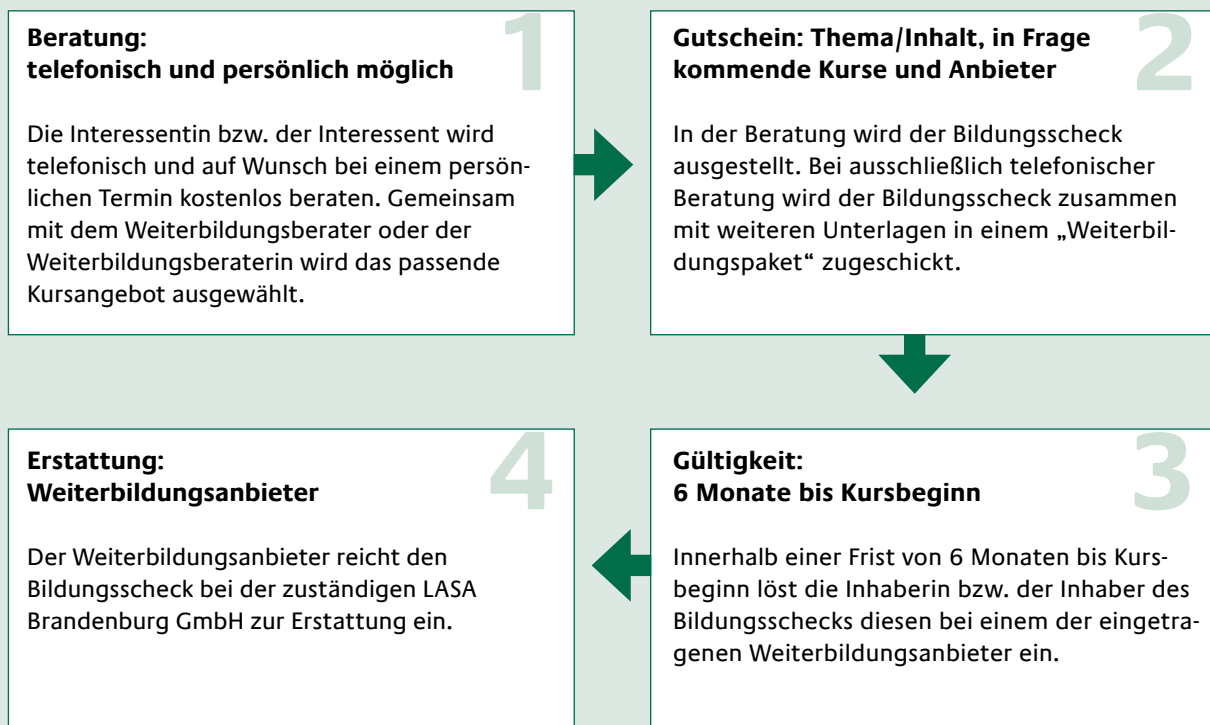 1
Beratung:
telefonisch und persönlich möglich
Die Interessentin bzw. der Interessent wird
telefonisch und auf Wunsch bei einem persön-
lichen Termin kostenlos beraten. Gemeinsam
mit dem Weiterbildungsberater oder der
Weiterbildungsberaterin wird das passende
Kursangebot ausgewählt.
2
Gutschein: Thema/Inhalt, in Frage
kommende Kurse und Anbieter
In der Beratung wird der Bildungsscheck
ausgestellt. Bei ausschließlich telefonischer
Beratung wird der Bildungsscheck zusammen
mit weiteren Unterlagen in einem „Weiterbil-
dungspaket“ zugeschickt.
3
Gültigkeit:
6 Monate bis Kursbeginn
Innerhalb einer Frist von 6 Monaten bis Kurs-
beginn löst die Inhaberin bzw. der Inhaber des
Bildungsschecks diesen bei einem der eingetra-
genen Weiterbildungsanbieter ein.
4
Erstattung:
Weiterbildungsanbieter
Der Weiterbildungsanbieter reicht den
Bildungsscheck bei der zuständigen LASA
Brandenburg GmbH zur Erstattung ein.